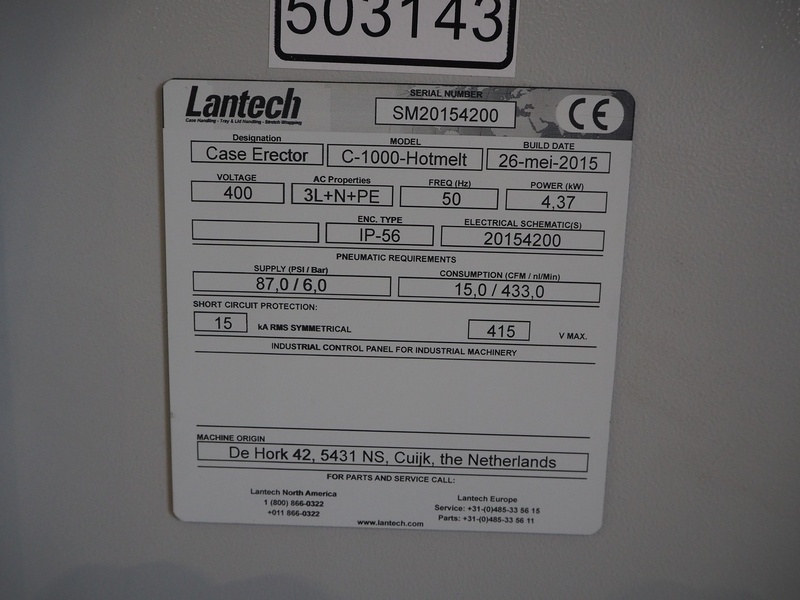 503143
Lantech
Case Handling - Tray & Lid Handling - Stretch Wrapping
SERIAL NUMBER
SM20154200
CE
Designation MODEL BUILD DATE
Case Erector C-1000-Hotmelt 26-mei-2015
VOLTAGE AC Properties FREQ (Hz) POWER (kW)
400 3L+N+PE 50 4,37
ENC. TYPE ELECTRICAL SCHEMATIC(S)
IP-56 20154200
PNEUMATIC REQUIREMENTS
SUPPLY (PSI / Bar) CONSUMPTION (CFM / nl/Min)
87,0 / 6,0 15,0 / 433,0
SHORT CIRCUIT PROTECTION:
15 kA RMS SYMMETRICAL 415 V MAX.
INDUSTRIAL CONTROL PANEL FOR INDUSTRIAL MACHINERY
MACHINE ORIGIN
De Hork 42, 5431 NS, Cuijk, the Netherlands
FOR PARTS AND SERVICE CALL:
Lantech North America
1 (800) 866-0322
+011 866-0322
Lantech Europe
Service: +31-(0)485-33 56 15
Parts: +31-(0)485-33 56 11
www.lantech.com